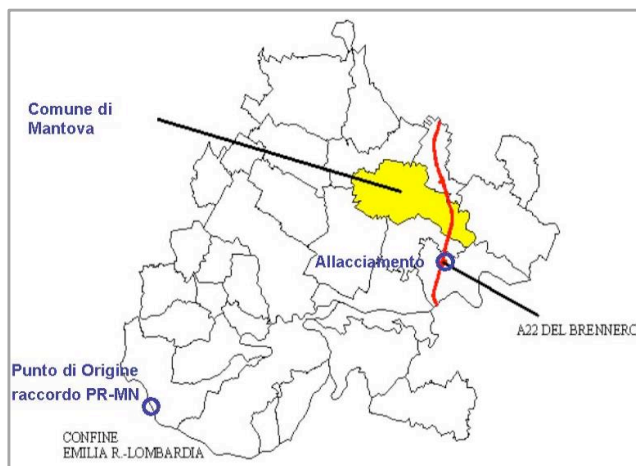 Comune di
Mantova
Allacciamento
A22 DEL BRENNERO
Punto di Origine
raccordo PR-MN
CONFINE
EMILIA R.-LOMBARDIA